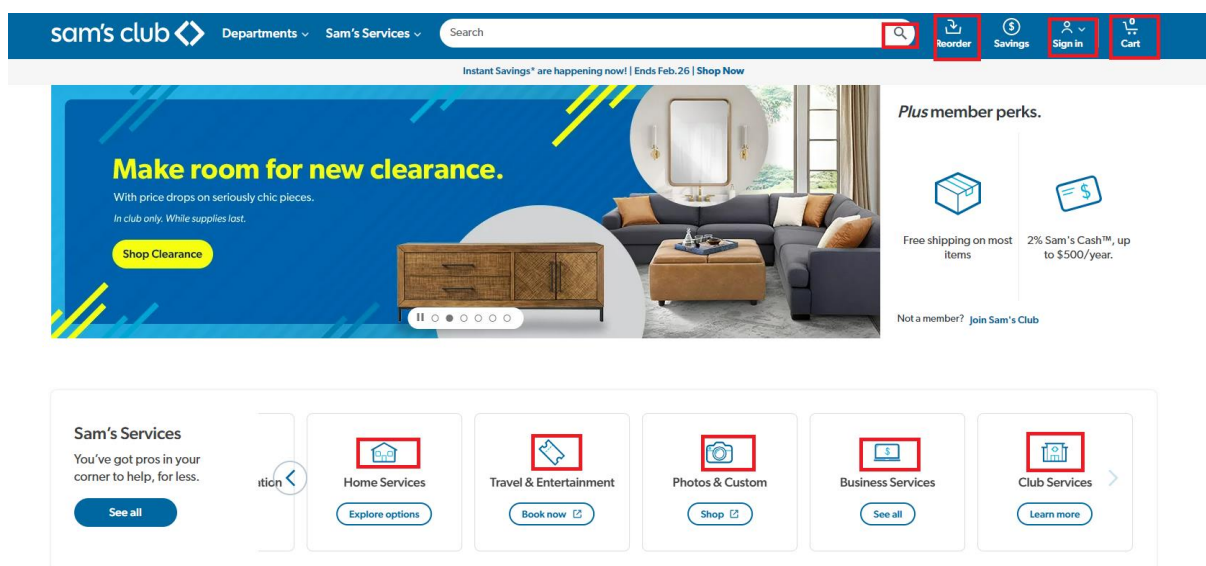 sam's club
Departments
Sam's Services
Search
Reorder
$
Savings
Sign in
0
Cart
Instant Savings* are happening now! | Ends Feb.26 | Shop Now
Make room for new clearance.
With price drops on seriously chic pieces.
In club only. While supplies last.
Shop Clearance
Plus member perks.
Free shipping on most
items
$
2% Sam's Cash™, up
to $500/year.
Not a member? Join Sam's Club
Sam's Services
You've got pros in your
corner to help, for less.
See all
ation
Home Services
Explore options
Travel & Entertainment
Book now
Photos & Custom
Shop
$
Business Services
See all
Club Services
Learn more